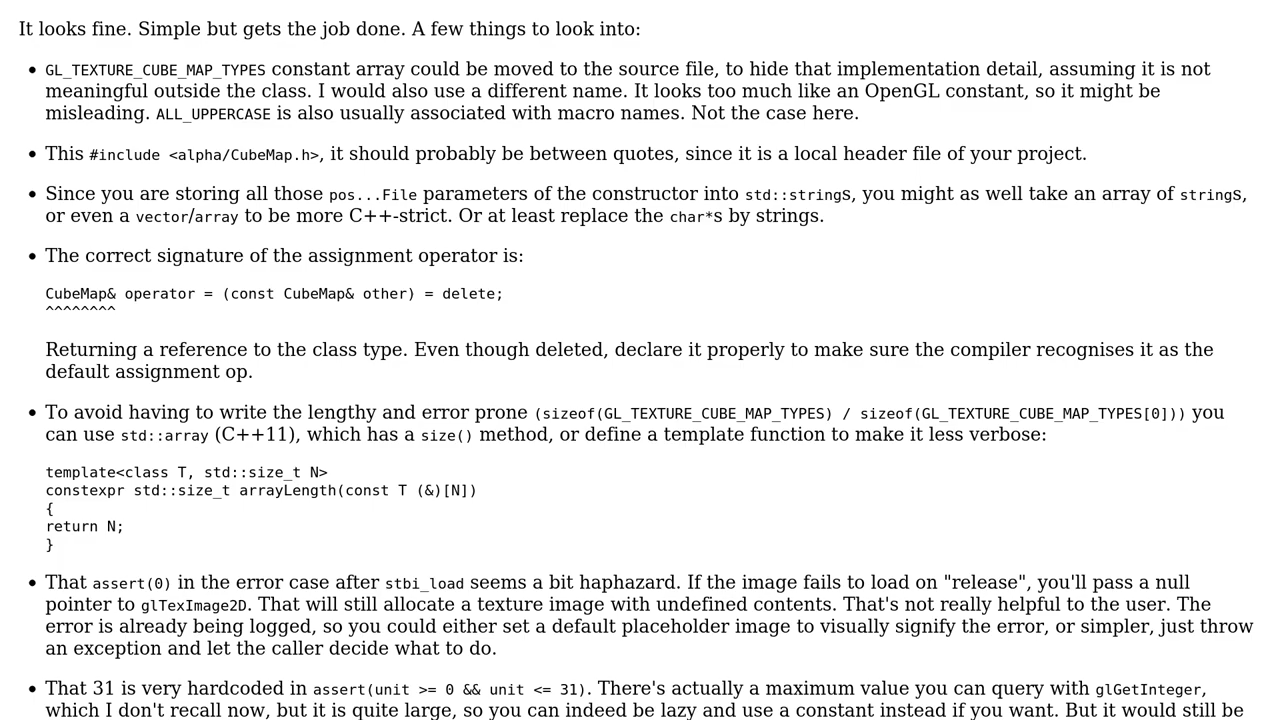 It looks fine. Simple but gets the job done. A few things to look into:
• GL_TEXTURE_CUBE_MAP_TYPES constant array could be moved to the source file, to hide that implementation detail, assuming it is not
meaningful outside the class. I would also use a different name. It looks too much like an OpenGL constant, so it might be
misleading. ALL_UPPERCASE is also usually associated with macro names. Not the case here.
• This #include <alpha/CubeMap.h>, it should probably be between quotes, since it is a local header file of your project.
• Since you are storing all those pos...File parameters of the constructor into std::strings, you might as well take an array of strings,
or even a vector/array to be more C++-strict. Or at least replace the char*s by strings.
• The correct signature of the assignment operator is:
CubeMap& operator = (const CubeMap& other) = delete;
^^^^^^^^
Returning a reference to the class type. Even though deleted, declare it properly to make sure the compiler recognises it as the
default assignment op.
• To avoid having to write the lengthy and error prone (sizeof(GL_TEXTURE_CUBE_MAP_TYPES) / sizeof(GL_TEXTURE_CUBE_MAP_TYPES[0])) you
can use std::array (C++11), which has a size() method, or define a template function to make it less verbose:
template<class T, std::size_t N>
constexpr std::size_t arrayLength(const T (&)[N])
{
return N;
}
• That assert(0) in the error case after stbi_load seems a bit haphazard. If the image fails to load on "release", you'll pass a null
pointer to glTexImage2D. That will still allocate a texture image with undefined contents. That's not really helpful to the user. The
error is already being logged, so you could either set a default placeholder image to visually signify the error, or simpler, just throw
an exception and let the caller decide what to do.
• That 31 is very hardcoded in assert(unit >= 0 && unit <= 31). There's actually a maximum value you can query with glGetInteger,
which I don't recall now, but it is quite large, so you can indeed be lazy and use a constant instead if you want. But it would still be